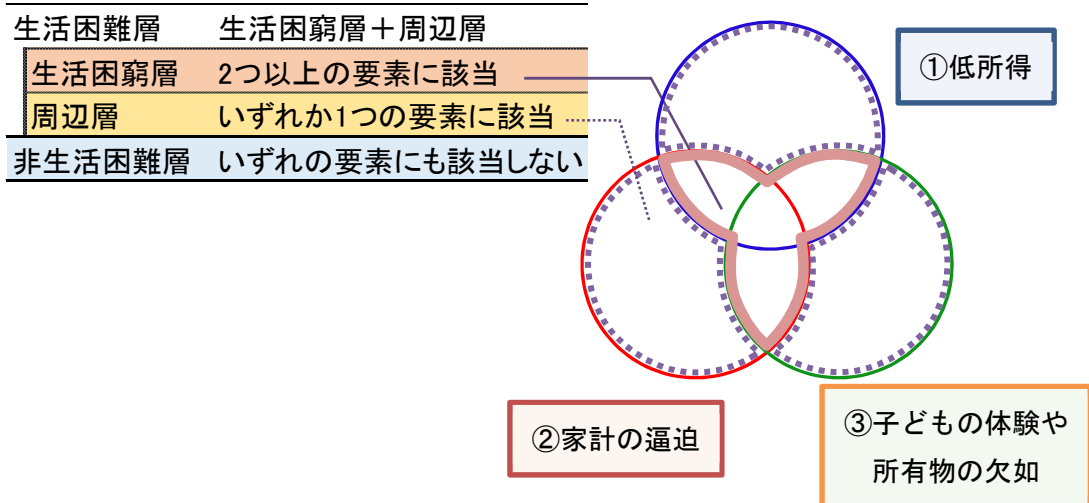 生活困難層 生活困窮層＋周辺層
生活困窮層 2つ以上の要素に該当
周辺層 いずれか1つの要素に該当
非生活困難層 いずれの要素にも該当しない
①低所得
②家計の逼迫
③子どもの体験や
所有物の欠如